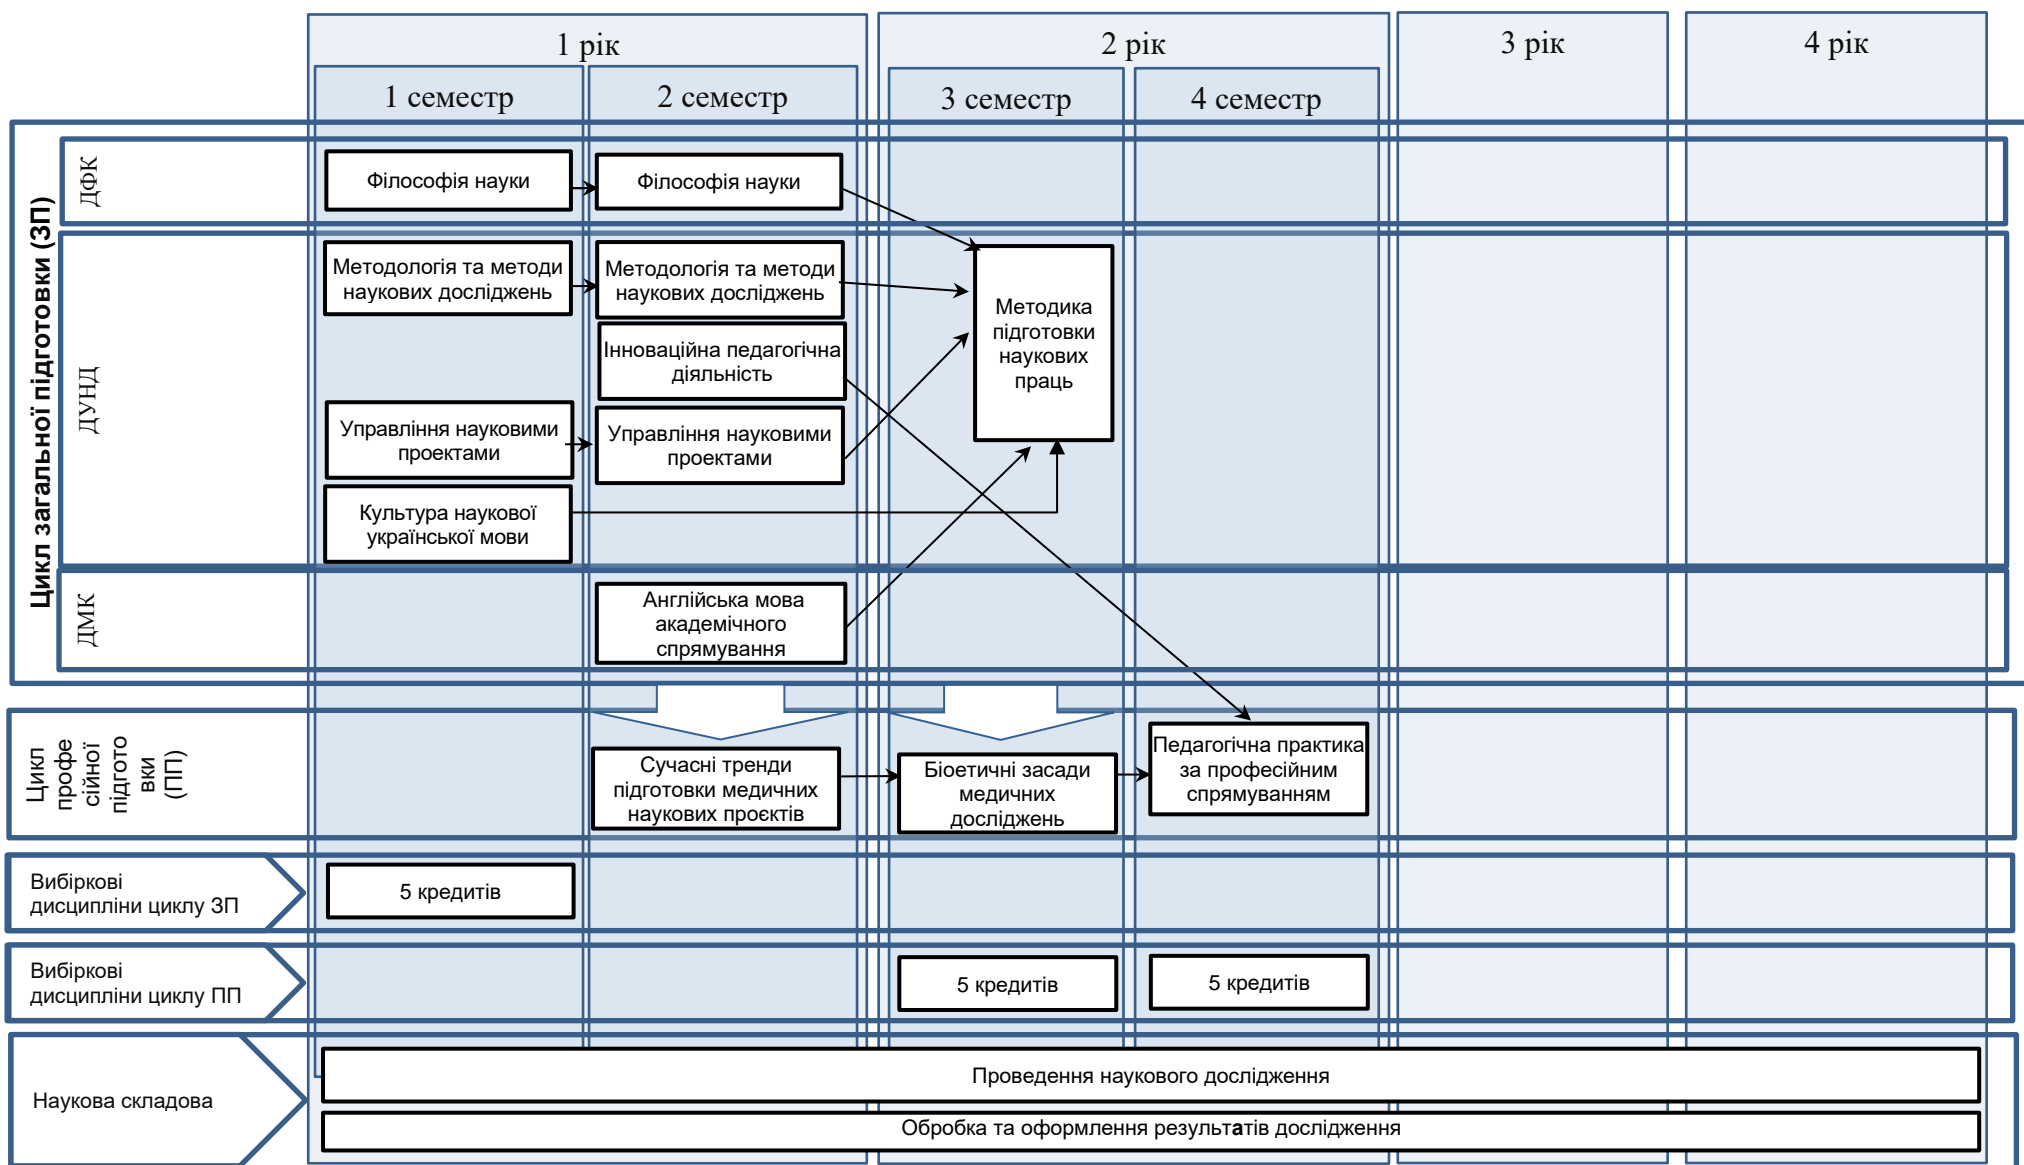 1 рік
2 рік
3 рік
4 рік
1 семестр
2 семестр
3 семестр
4 семестр
Цикл загальної підготовки (ЗП)
ДФК
Філософія науки
Філософія науки
ДУНД
Методологія та методи
наукових досліджень
Методологія та методи
наукових досліджень
Інноваційна педагогічна
діяльність
Управління науковими
проектами
Управління науковими
проектами
Культура наукової
української мови
Методика
підготовки
наукових
праць
ДМК
Англійська мова
академічного
спрямування
Цикл
профе
сійної
підгото
вки
(ПП)
Сучасні тренди
підготовки медичних
наукових проєктів
Біоетичні засади
медичних
досліджень
Педагогічна практика
за професійним
спрямуванням
Вибіркові
дисципліни циклу ЗП
5 кредитів
Вибіркові
дисципліни циклу ПП
5 кредитів
5 кредитів
Наукова складова
Проведення наукового дослідження
Обробка та оформлення результатів дослідження